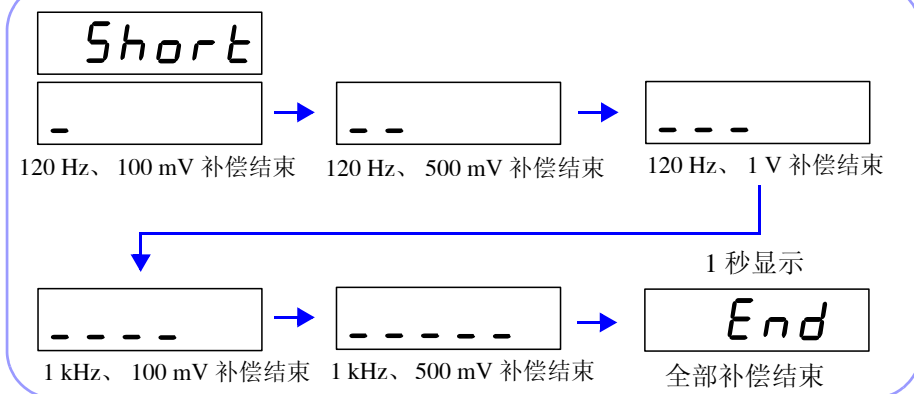 Short
_
_ _
_ _ _
120 Hz、 100 mV 补偿结束
120 Hz、 500 mV 补偿结束
120 Hz、 1 V 补偿结束
1 秒显示
_ _ _ _
_ _ _ _ _
End
1 kHz、 100 mV 补偿结束
1 kHz、 500 mV 补偿结束
全部补偿结束